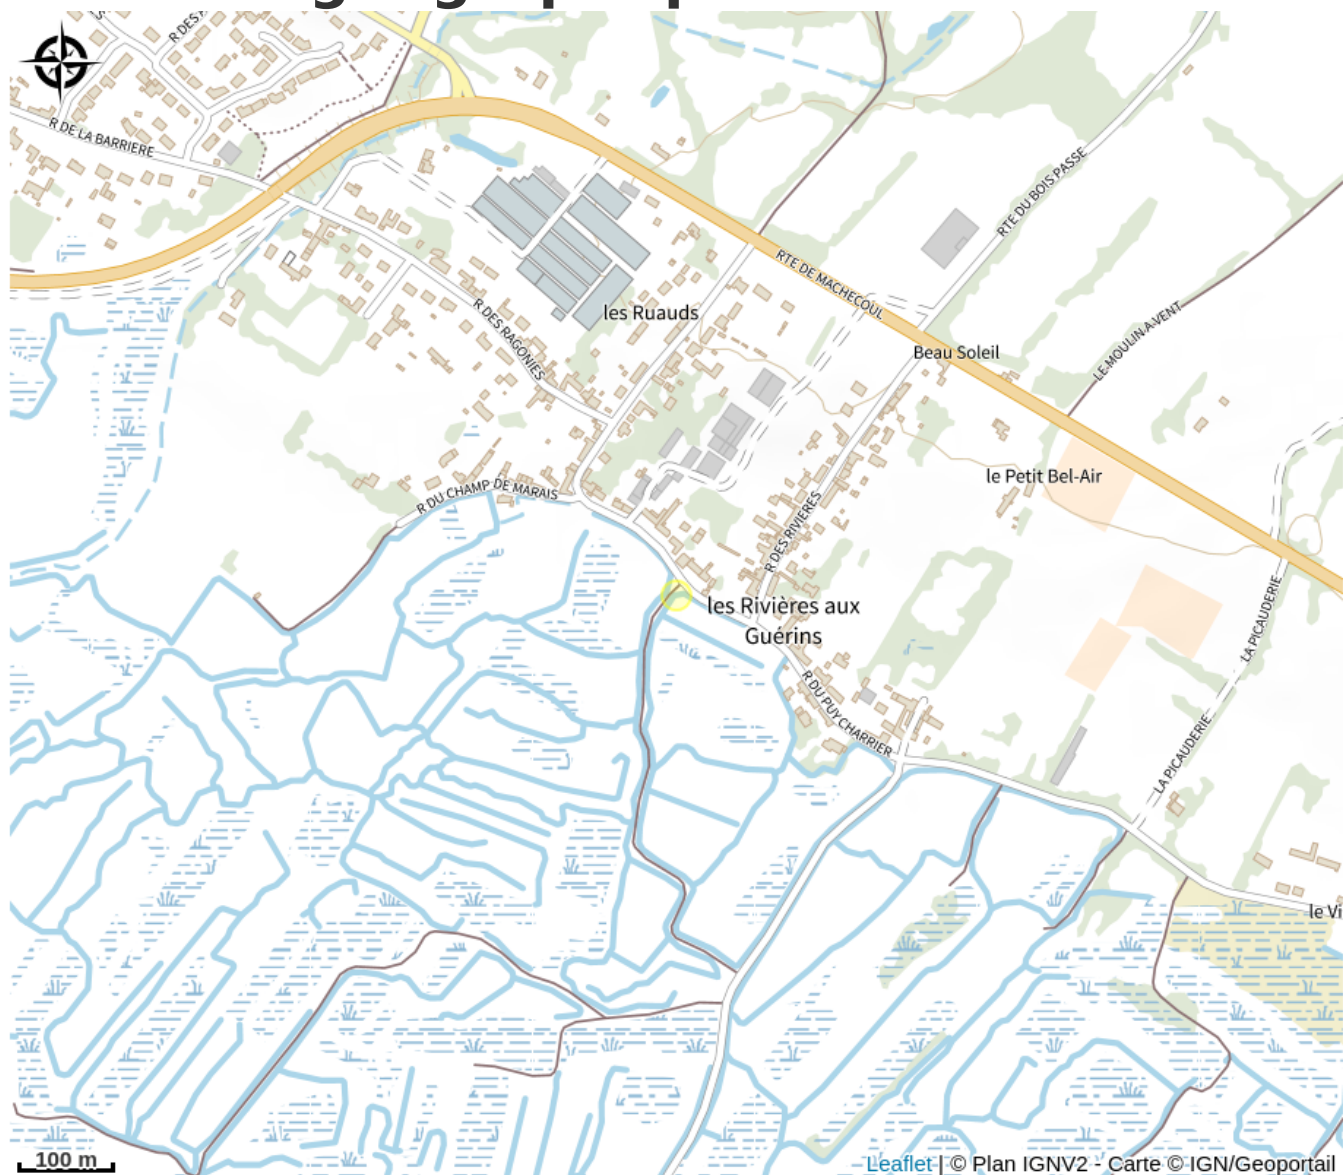 R DE LA BARRIERE
RTE DU BOIS PASSE
RTE DE MACHECOUL
les Ruauds
R DES RAGONIES
LE MOULIN A VENT
Beau Soleil
le Petit Bel-Air
R DU CHAMP DE MARAIS
R DES RIVIERES
les Rivières aux
Guérins
LA PICAUDERIE
R DU PUY CHARRIER
LA PICAUDERIE
le Vi
100 m
Leaflet | © Plan IGNV2 - Carte © IGN/Geoportail